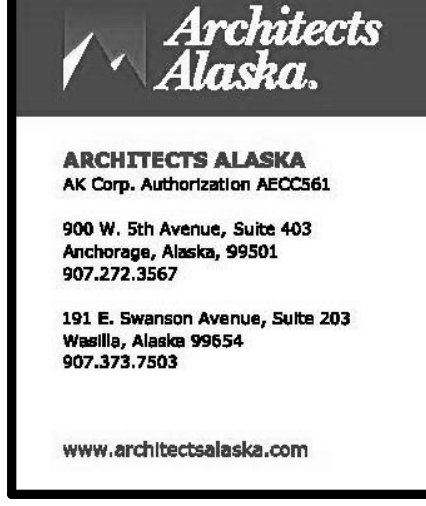 Architects
Alaska.
ARCHITECTS ALASKA
AK Corp. Authorization AECC561
900 W. 5th Avenue, Suite 403
Anchorage, Alaska, 99501
907.272.3567
191 E. Swanson Avenue, Suite 203
Wasilla, Alaska 99654
907.373.7503
www.architectsalaska.com